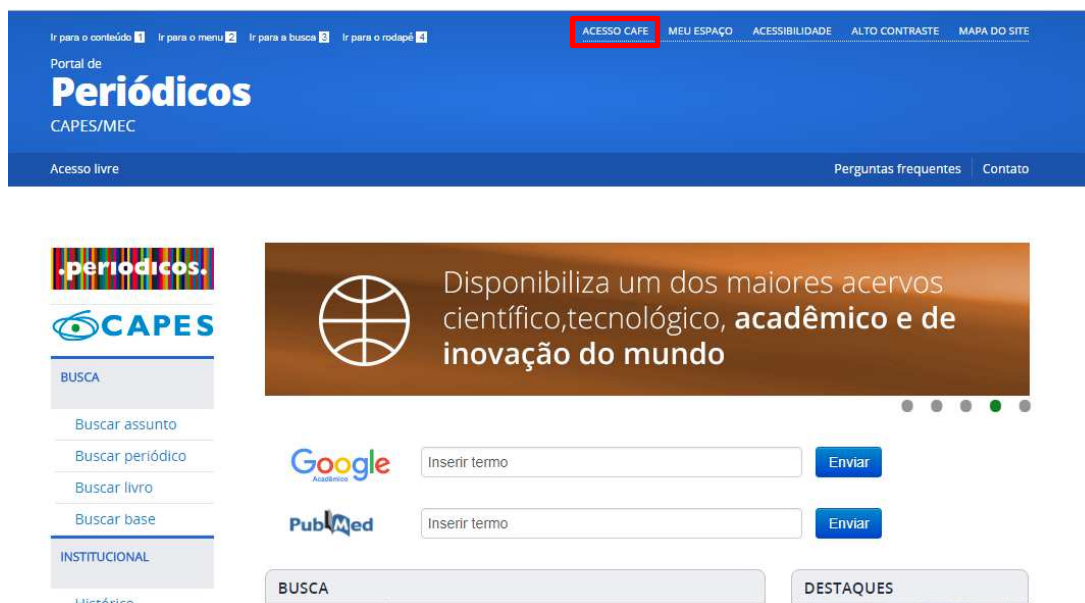 Ir para o conteúdo 1 Ir para o menu 2 Ir para a busca 3 Ir para o rodapé 4
ACESSO CAFE MEU ESPAÇO ACESSIBILIDADE ALTO CONTRASTE MAPA DO SITE
Portal de
Periódicos
CAPES/MEC
Acesso livre
Perguntas frequentes Contato
.periodicos.
CAPES
Disponibiliza um dos maiores acervos
científico,tecnológico, acadêmico e de
inovação do mundo
BUSCA
Buscar assunto
Buscar periódico
Buscar livro
Buscar base
INSTITUCIONAL
Histórico
Google
Acadêmico
Inserir termo
Enviar
PubMed
Inserir termo
Enviar
BUSCA
DESTAQUES